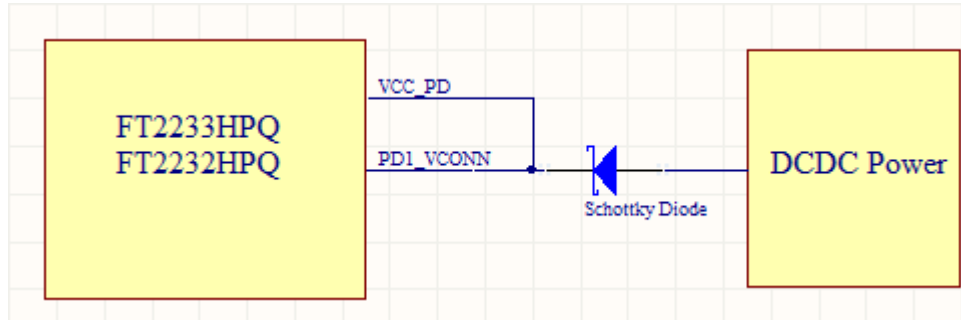 VCC_PD
FT2233HPQ
FT2232HPQ
PD1_VCONN
DCDC Power
Schottky Diode